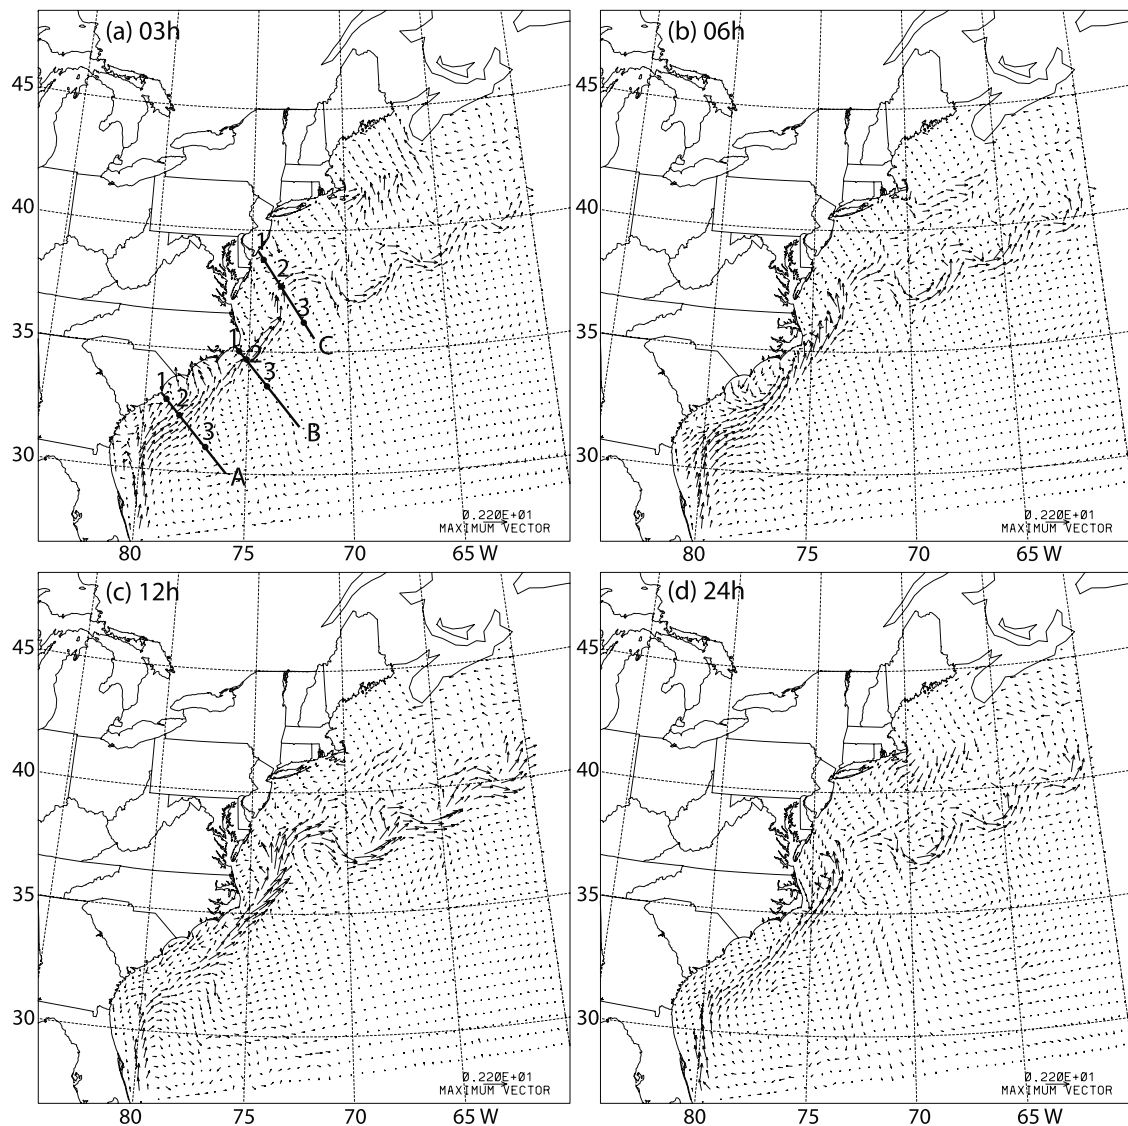 (a) 03h
(b) 06h
45
45
40
40
1
2
3
C
35
35
1
2
3
B
1
2
3
A
30
30
0.220E+01
MAXIMUM VECTOR
0.220E+01
MAXIMUM VECTOR
80 75 70 65 W
80 75 70 65 W
(c) 12h
(d) 24h
45
45
40
40
35
35
30
30
0.220E+01
MAXIMUM VECTOR
0.220E+01
MAXIMUM VECTOR
80 75 70 65 W
80 75 70 65 W